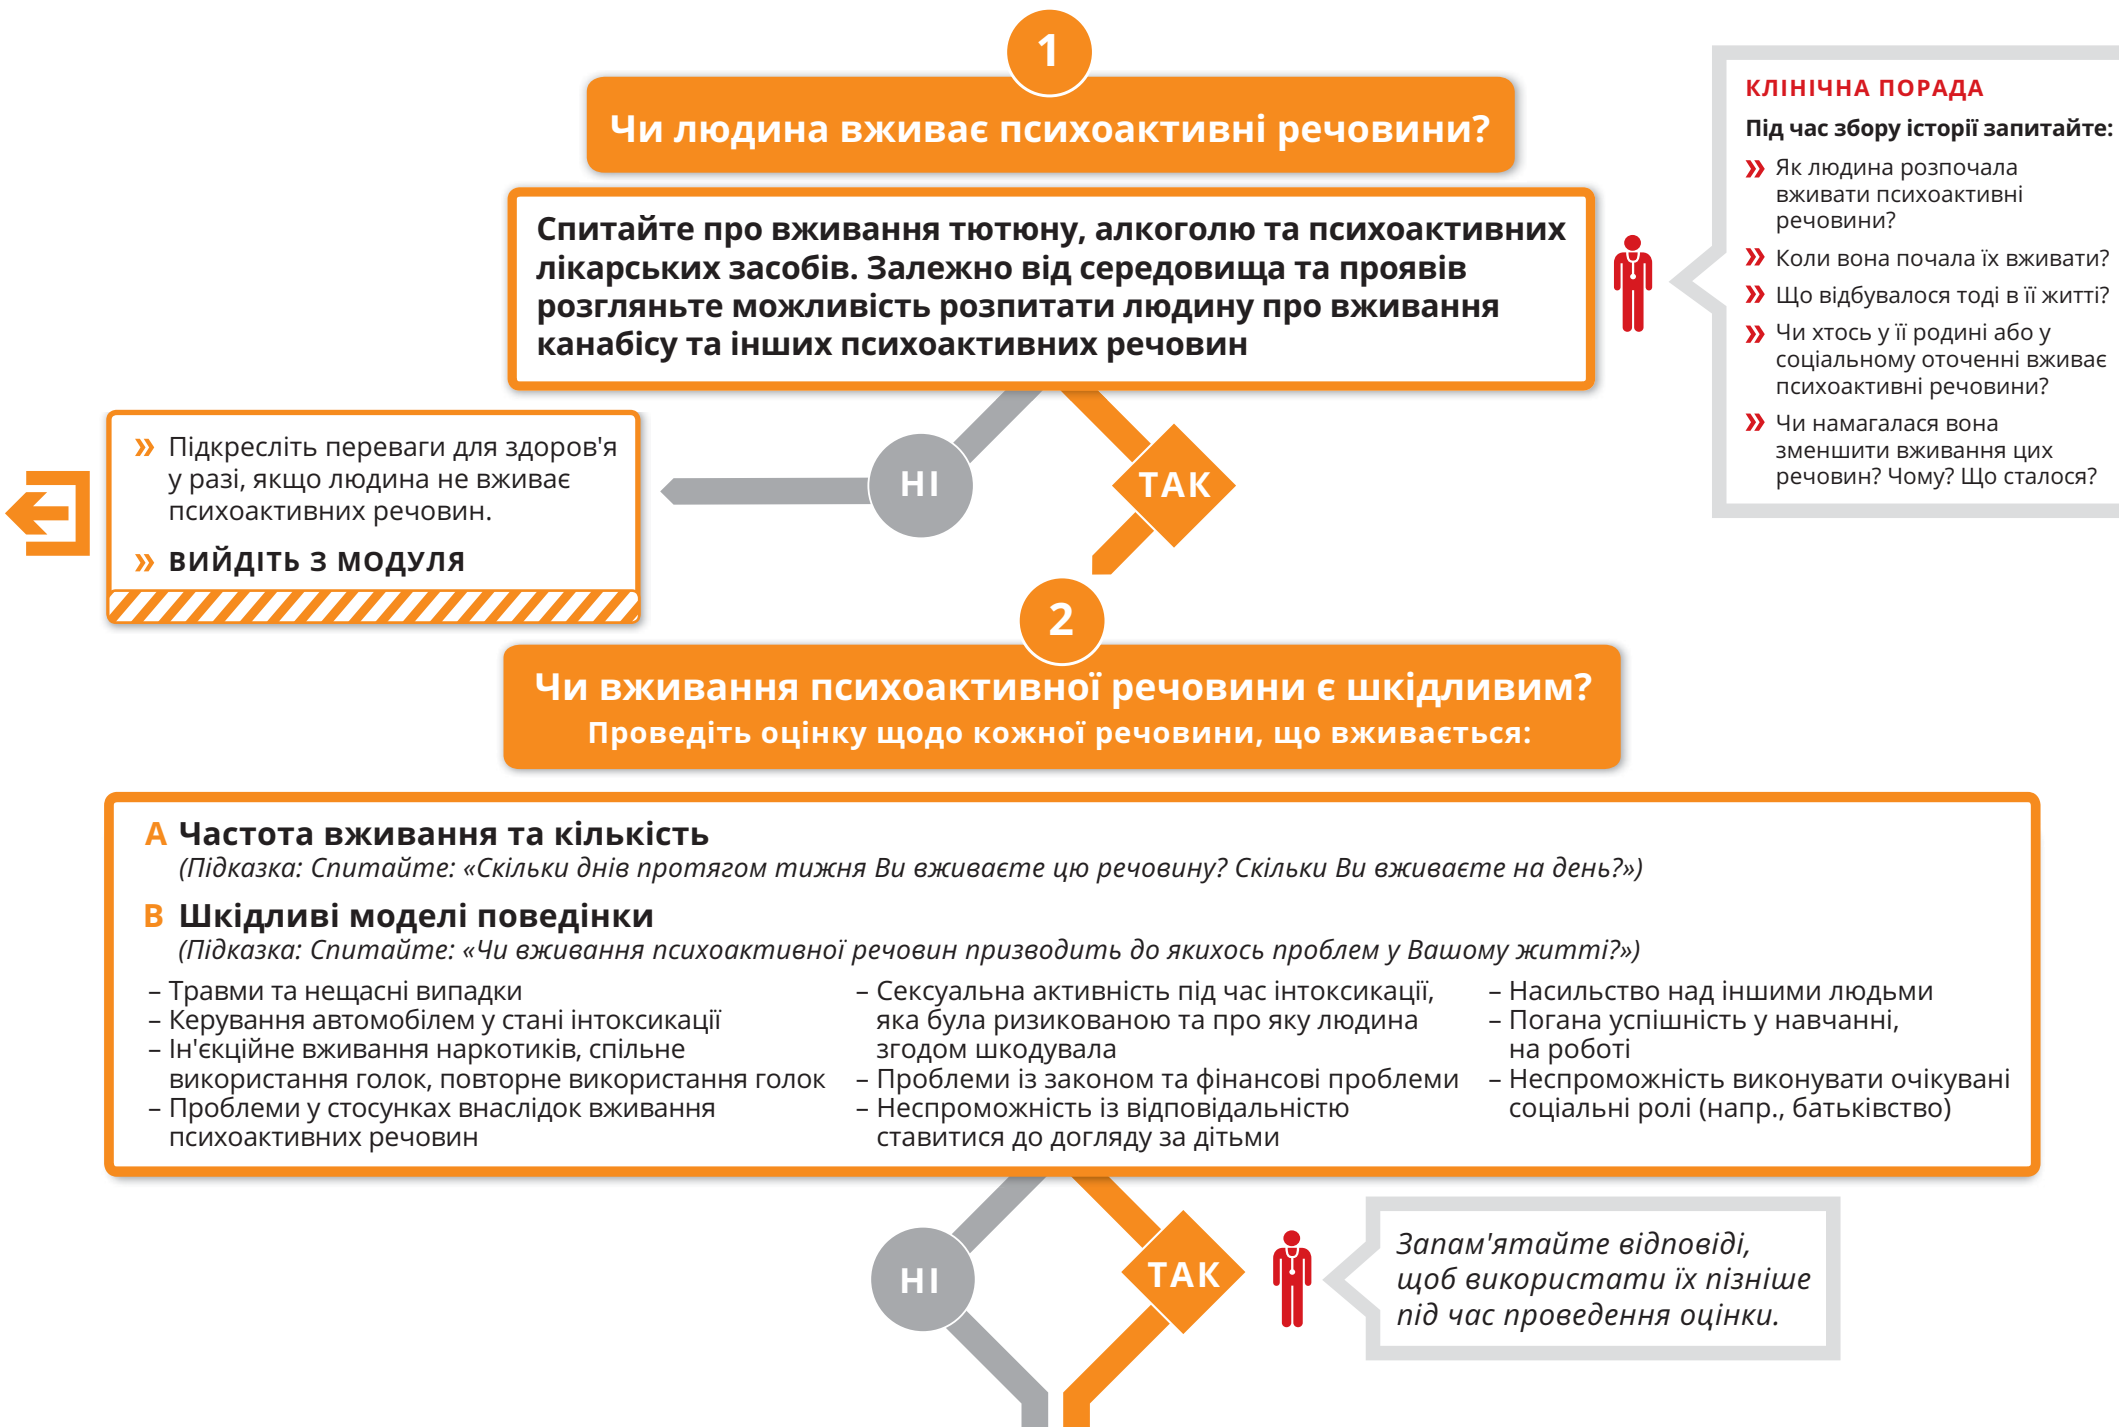 1
Чи людина вживає психоактивні речовини?
Спитайте про вживання тютюну, алкоголю та психоактивних
лікарських засобів. Залежно від середовища та проявів
розгляньте можливість розпитати людину про вживання
канабісу та інших психоактивних речовин
КЛІНІЧНА ПОРАДА
Під час збору історії запитайте:
» Як людина розпочала
вживати психоактивні
речовини?
» Коли вона почала їх вживати?
» Що відбувалося тоді в її житті?
» Чи хтось у її родині або у
соціальному оточенні вживає
психоактивні речовини?
» Чи намагалася вона
зменшити вживання цих
речовин? Чому? Що сталося?
НІ
ТАК
» Підкресліть переваги для здоров'я
у разі, якщо людина не вживає
психоактивних речовин.
» ВИЙДІТЬ З МОДУЛЯ
2
Чи вживання психоактивної речовини є шкідливим?
Проведіть оцінку щодо кожної речовини, що вживається:
A Частота вживання та кількість
(Підказка: Спитайте: «Скільки днів протягом тижня Ви вживаєте цю речовину? Скільки Ви вживаєте на день?»)
B Шкідливі моделі поведінки
(Підказка: Спитайте: «Чи вживання психоактивної речовин призводить до якихось проблем у Вашому житті?»)
– Травми та нещасні випадки
– Керування автомобілем у стані інтоксикації
– Ін'єкційне вживання наркотиків, спільне
використання голок, повторне використання голок
– Проблеми у стосунках внаслідок вживання
психоактивних речовин
– Сексуальна активність під час інтоксикації,
яка була ризикованою та про яку людина
згодом шкодувала
– Проблеми із законом та фінансові проблеми
– Неспроможність із відповідальністю
ставитися до догляду за дітьми
– Насильство над іншими людьми
– Погана успішність у навчанні,
на роботі
– Неспроможність виконувати очікувані
соціальні ролі (напр., батьківство)
НІ
ТАК
Запам'ятайте відповіді,
щоб використати їх пізніше
під час проведення оцінки.